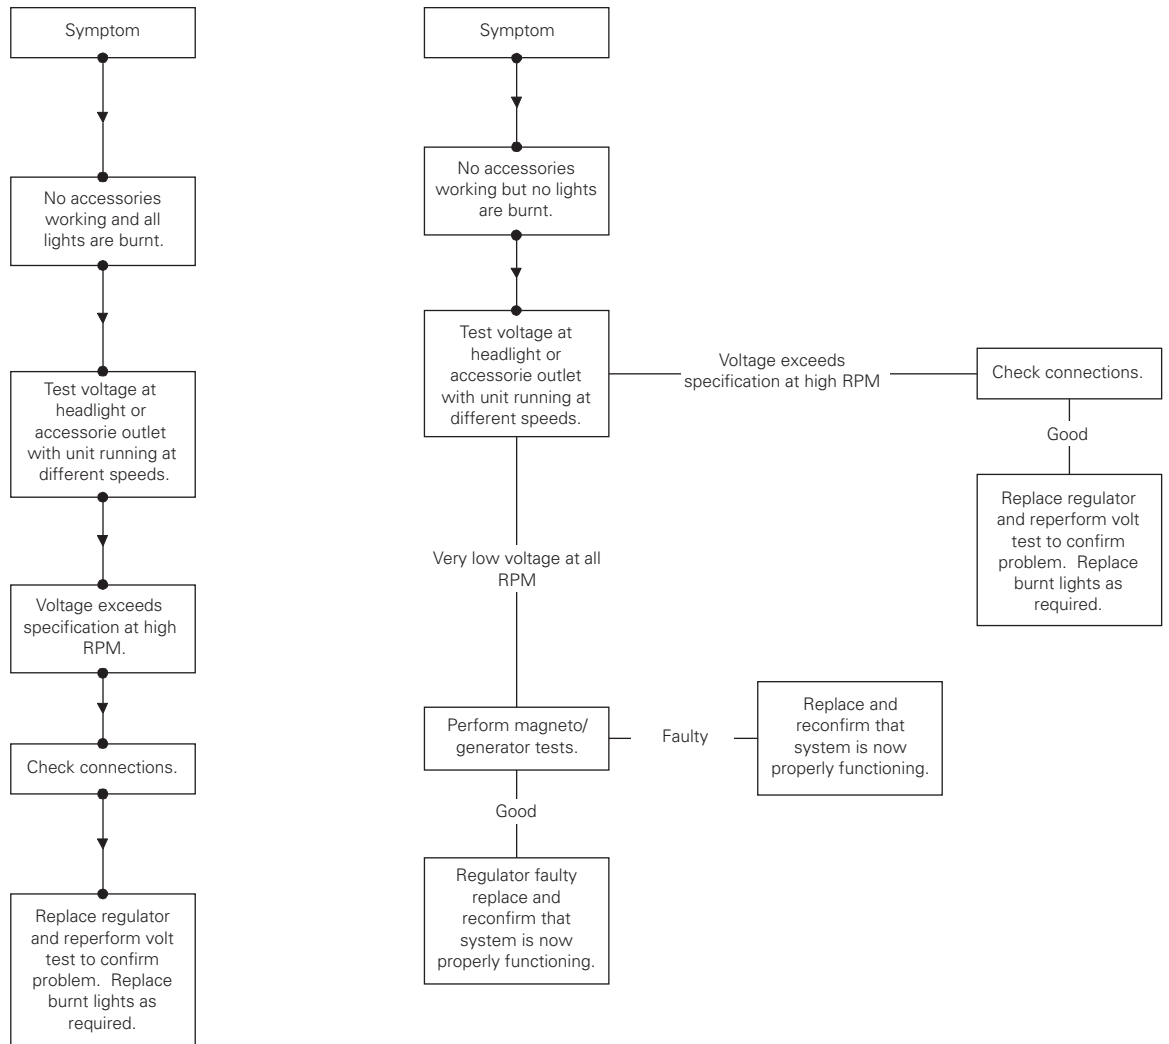 Symptom
No accessories
working and all
lights are burnt.
Test voltage at
headlight or
accessorie outlet
with unit running at
different speeds.
Voltage exceeds
specification at high
RPM.
Check connections.
Replace regulator
and reperform volt
test to confirm
problem. Replace
burnt lights as
required.
Symptom
No accessories
working but no lights
are burnt.
Test voltage at
headlight or
accessorie outlet
with unit running at
different speeds.
Voltage exceeds
specification at high RPM
Check connections.
Good
Replace regulator
and reperform volt
test to confirm
problem. Replace
burnt lights as
required.
Very low voltage at all
RPM
Perform magneto/
generator tests.
Faulty
Replace and
reconfirm that
system is now
properly functioning.
Good
Regulator faulty
replace and
reconfirm that
system is now
properly functioning.